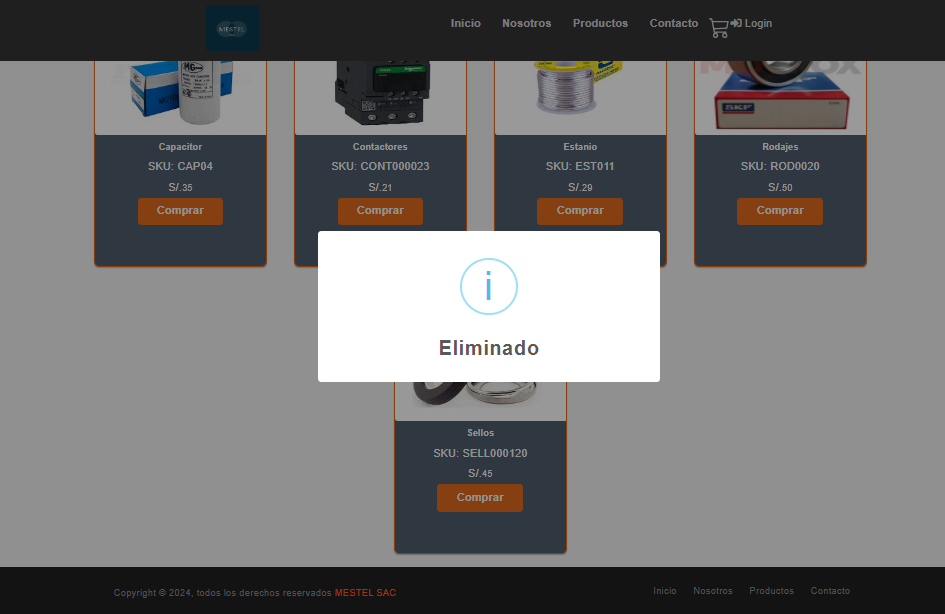 MESTEL
Inicio Nosotros Productos Contacto Login
Capacitor
SKU: CAP04
S/.35
Comprar
Contactores
SKU: CONT000023
S/.21
Comprar
Estanio
SKU: EST011
S/.29
Comprar
SKF
Rodajes
SKU: ROD0020
S/.50
Comprar
i
Eliminado
Sellos
SKU: SELL000120
S/.45
Comprar
Copyright © 2024, todos los derechos reservados MESTEL SAC
Inicio Nosotros Productos Contacto